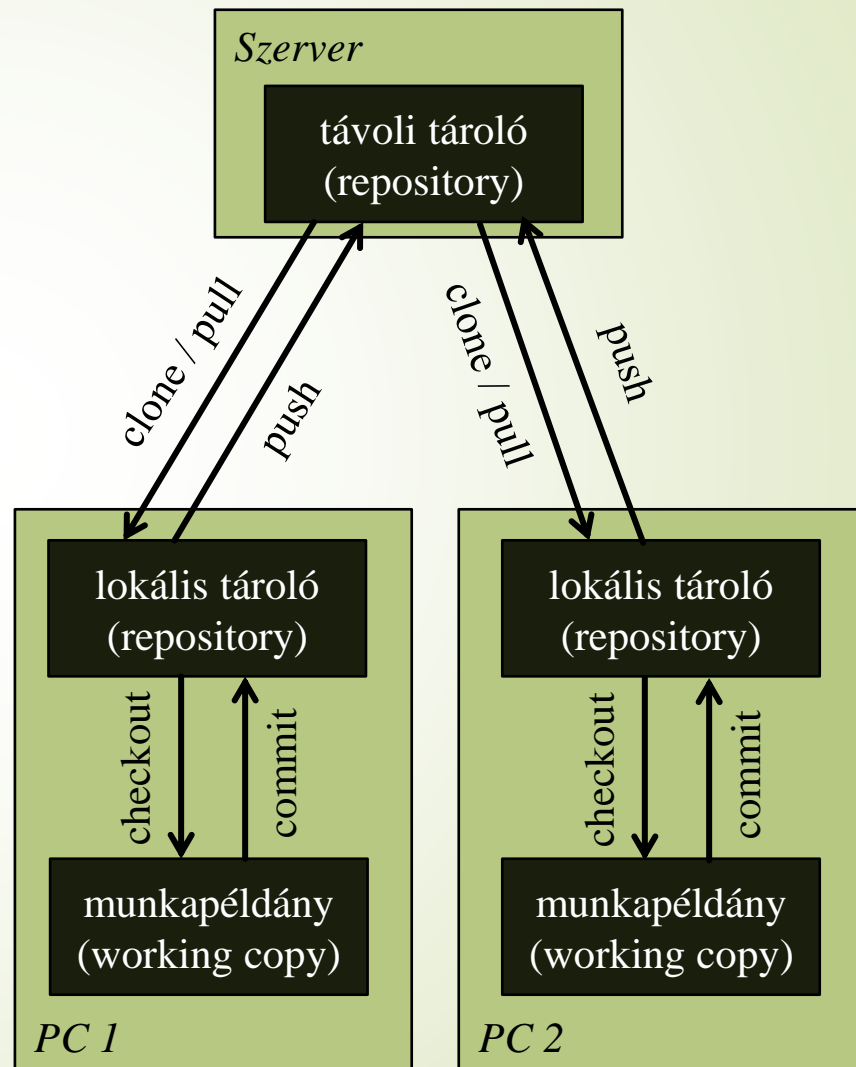 Szerver
távoli tároló
(repository)
clone / pull
push
clone / pull
push
lokális tároló
(repository)
checkout
commit
munkapéldány
(working copy)
PC 1
lokális tároló
(repository)
checkout
commit
munkapéldány
(working copy)
PC 2